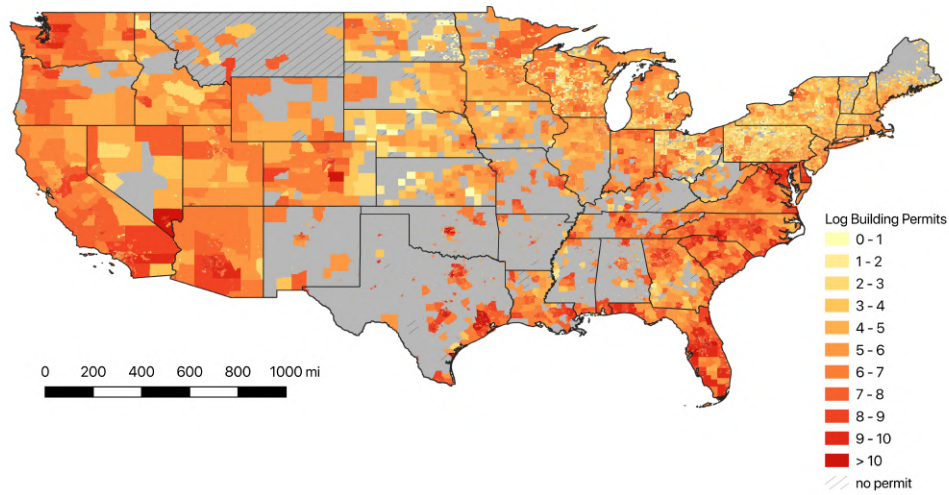 Log Building Permits
0 - 1
1 - 2
2 - 3
3 - 4
4 - 5
5 - 6
6 - 7
7 - 8
8 - 9
9 - 10
> 10
no permit
0 200 400 600 800 1000 mi